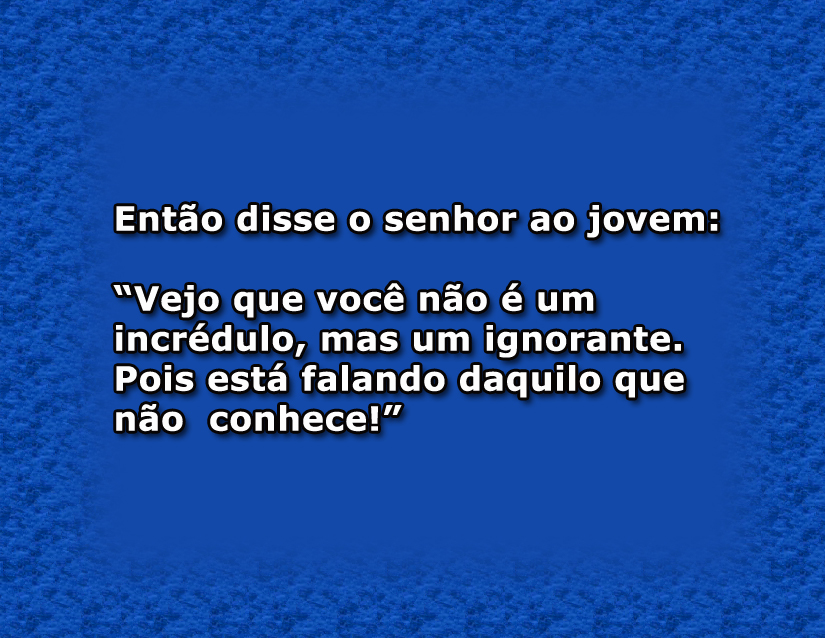 Então disse o senhor ao jovem:
“Vejo que você não é um
incrédulo, mas um ignorante.
Pois está falando daquilo que
não  conhece!”